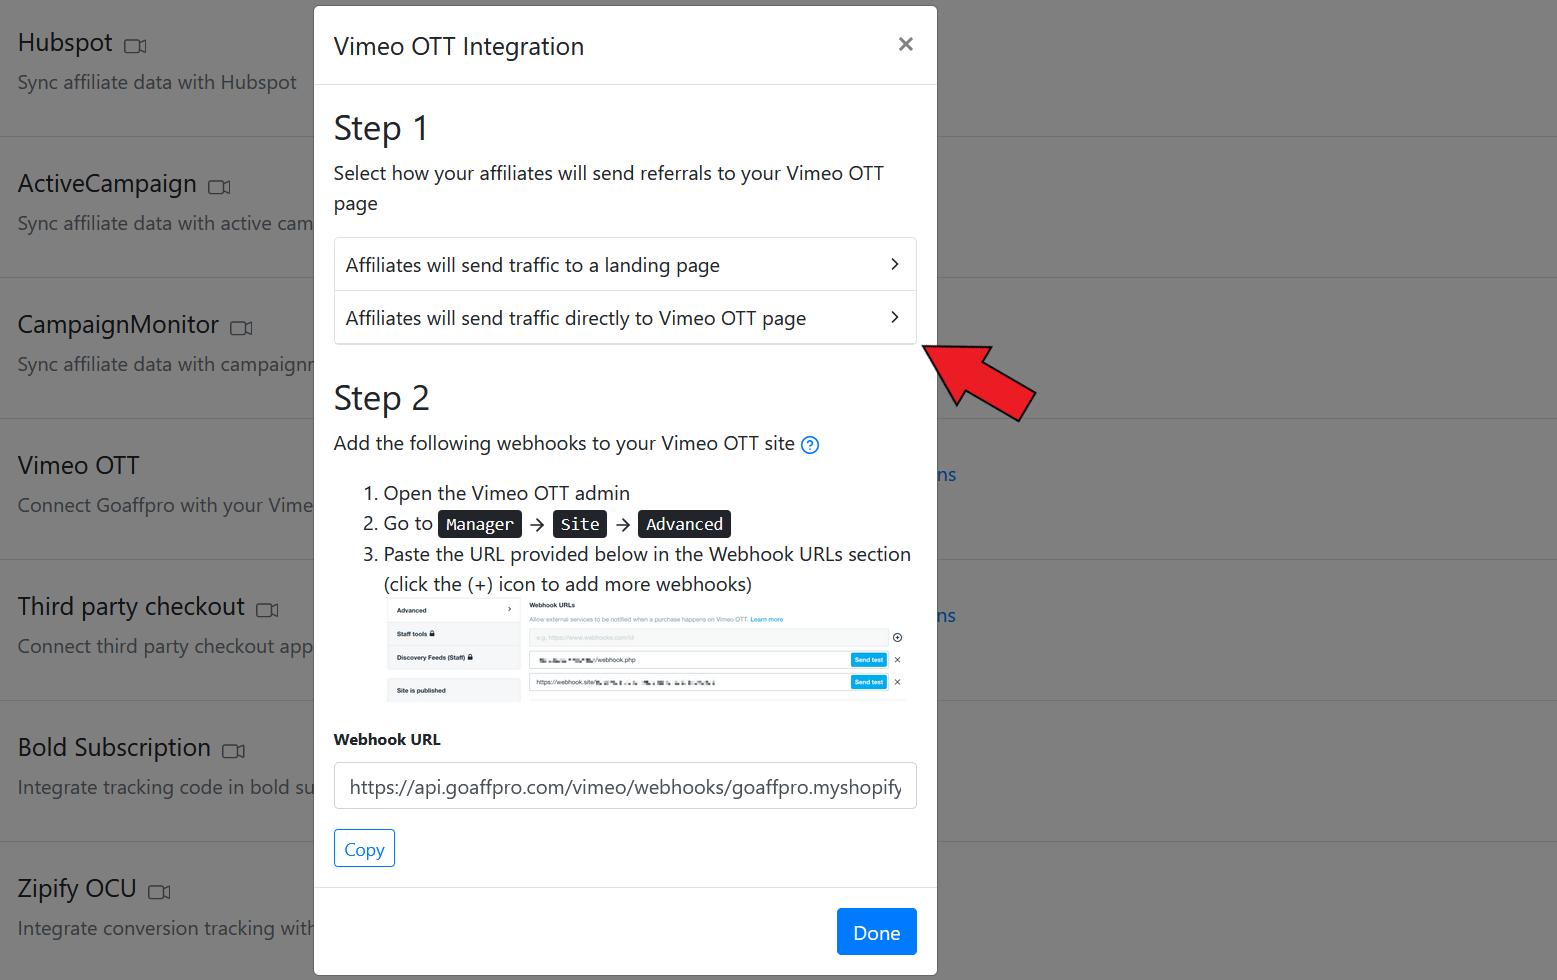 Hubspot
Sync affiliate data with Hubspot
ActiveCampaign
Sync affiliate data with active cam
CampaignMonitor
Sync affiliate data with campaignr
Vimeo OTT
Connect Goaffpro with your Vime
ns
Third party checkout
Connect third party checkout app
ns
Bold Subscription
Integrate tracking code in bold su
Zipify OCU
Integrate conversion tracking with
Vimeo OTT Integration
×
Step 1
Select how your affiliates will send referrals to your Vimeo OTT
page
Affiliates will send traffic to a landing page
Affiliates will send traffic directly to Vimeo OTT page
Step 2
Add the following webhooks to your Vimeo OTT site ?
1. Open the Vimeo OTT admin
2. Go to Manager → Site → Advanced
3. Paste the URL provided below in the Webhook URLs section
(click the (+) icon to add more webhooks)
Advanced
Staff tools
Discovery Feeds (Staff)
Site is published
Webhook URLs
Allow external services to be notified when a purchase happens on Vimeo OTT. Learn more
e.g, https://www.webhooks.com/id
/webhook.php Send test
https://webhook.site/ Send test
Webhook URL
https://api.goaffpro.com/vimeo/webhooks/goaffpro.myshopify
Copy
Done